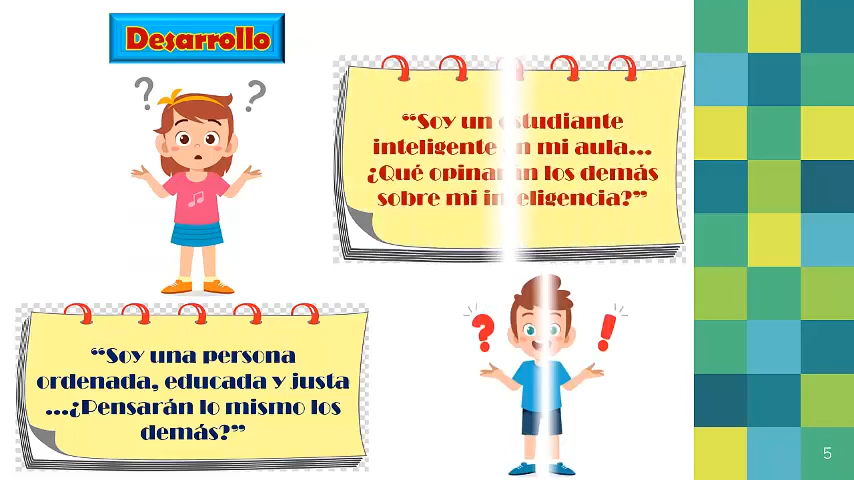 Desarrollo
“Soy un estudiante
inteligente en mi aula...
¿Qué opinarán los demás
sobre mi inteligencia?”
“Soy una persona
ordenada, educada y justa
...¿Pensarán lo mismo los
demás?”
5